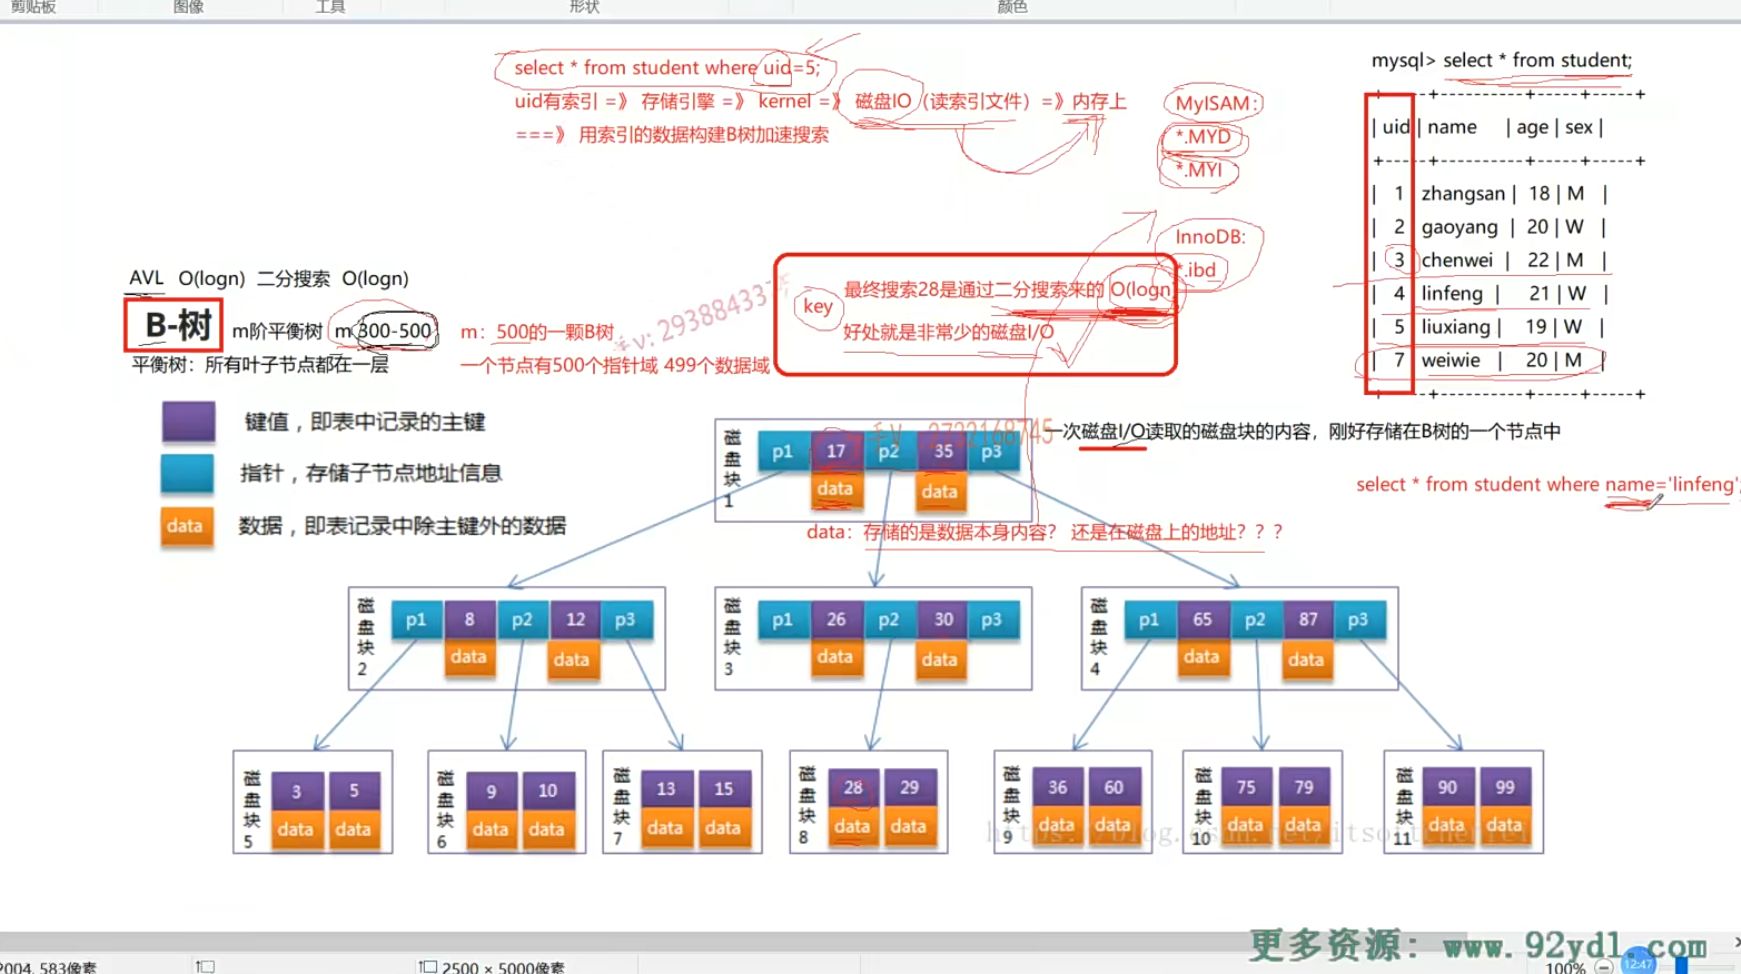 剪贴板 图像 工具 形状 颜色
select * from student where uid=5;
uid有索引 =》 存储引擎 =》 kernel =》 磁盘IO（读索引文件）=》内存上
===》 用索引的数据构建B树加速搜索
MyISAM:
*.MYD
*.MYI
InnoDB:
*.ibd
mysql> select * from student;
+-----+-----------+------+-----+
| uid | name | age | sex |
+-----+-----------+------+-----+
| 1 | zhangsan | 18 | M |
| 2 | gaoyang | 20 | W |
| 3 | chenwei | 22 | M |
| 4 | linfeng | 21 | W |
| 5 | liuxiang | 19 | W |
| 7 | weiwie | 20 | M |
+-----+-----------+------+-----+
AVL O(logn) 二分搜索 O(logn)
B-树 m阶平衡树 m 300-500 m：500的一颗B树
平衡树：所有叶子节点都在一层 一个节点有500个指针域 499个数据域
key 最终搜索28是通过二分搜索来的 O(logn)
好处就是非常少的磁盘I/O
键值，即表中记录的主键
指针，存储子节点地址信息
data 数据，即表记录中除主键外的数据
一次磁盘I/O读取的磁盘块的内容，刚好存储在B树的一个节点中
select * from student where name='linfeng';
磁盘块1 p1 17 p2 35 p3
data data
data：存储的是数据本身内容？ 还是在磁盘上的地址？？？
磁盘块2 p1 8 p2 12 p3
data data
磁盘块3 p1 26 p2 30 p3
data data
磁盘块4 p1 65 p2 87 p3
data data
磁盘块5 3 5
data data
磁盘块6 9 10
data data
磁盘块7 13 15
data data
磁盘块8 28 29
data data
磁盘块9 36 60
data data
磁盘块10 75 79
data data
磁盘块11 90 99
data data
更多资源：www.92ydl.com
2004, 583像素 2500 × 5000像素 100% 12:47